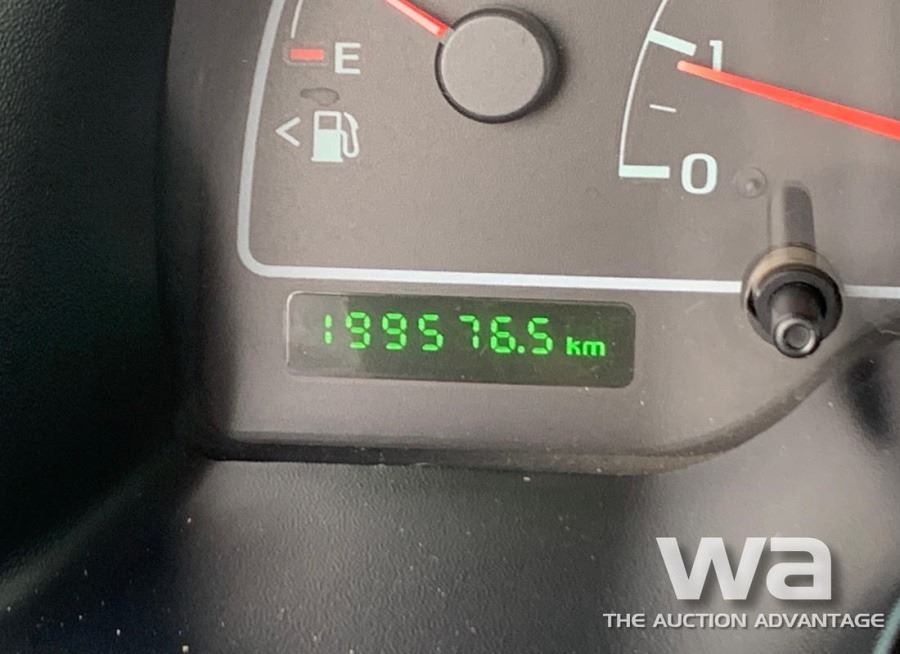 E
1
0
199576.5 km
wa
THE AUCTION ADVANTAGE